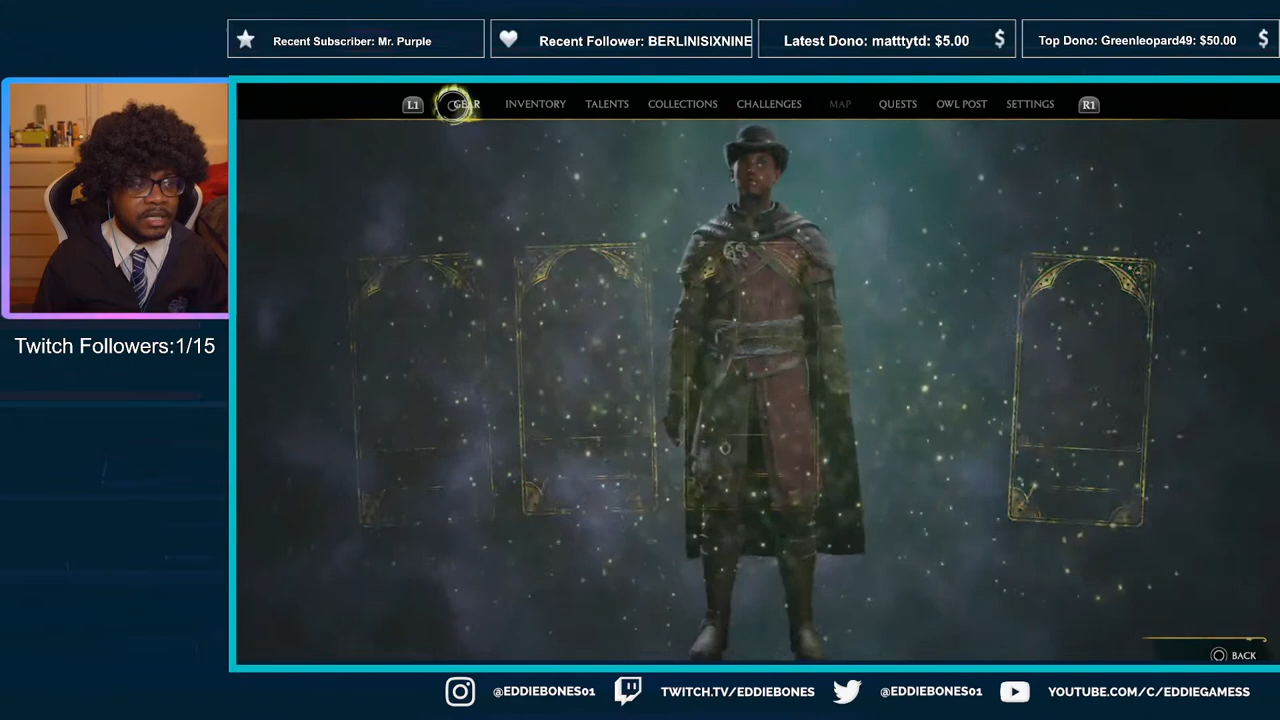 Recent Subscriber: Mr. Purple
Recent Follower: BERLINISIXNINE
Latest Dono: matttytd: $5.00 $
Top Dono: Greenleopard49: $50.00 $
L1 GEAR INVENTORY TALENTS COLLECTIONS CHALLENGES MAP QUESTS OWL POST SETTINGS R1
Twitch Followers:1/15
BACK
@EDDIEBONES01 TWITCH.TV/EDDIEBONES @EDDIEBONES01 YOUTUBE.COM/C/EDDIEGAMESS